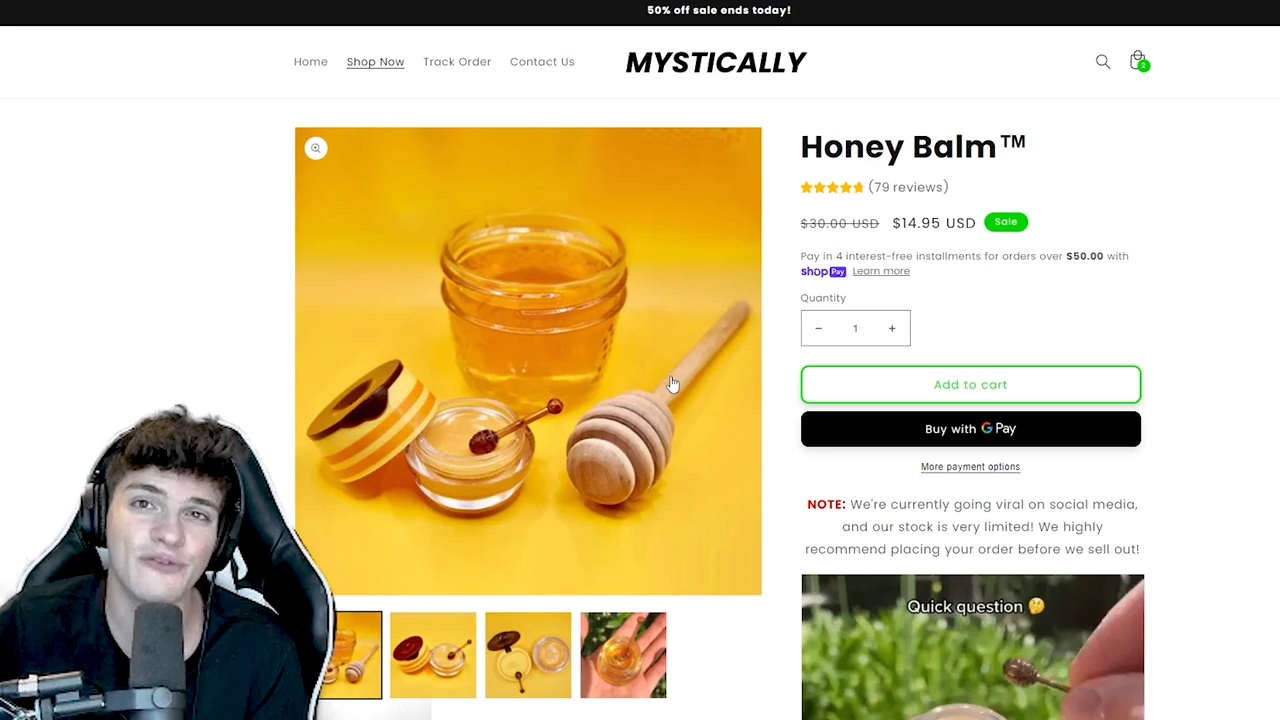 50% off sale ends today!
Home
Shop Now
Track Order
Contact Us
MYSTICALLY
2
Honey Balm™
(79 reviews)
$30.00 USD $14.95 USD Sale
Pay in 4 interest-free installments for orders over $50.00 with
shop Pay Learn more
Quantity
− 1 +
Add to cart
Buy with G Pay
More payment options
NOTE: We're currently going viral on social media,
and our stock is very limited! We highly
recommend placing your order before we sell out!
Quick question 🤔